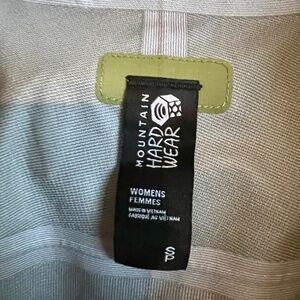 MOUNTAIN
HARD
WEAR
WOMENS
FEMMES
MADE IN VIETNAM
FABRIQUÉ AU VIETNAM
S
P